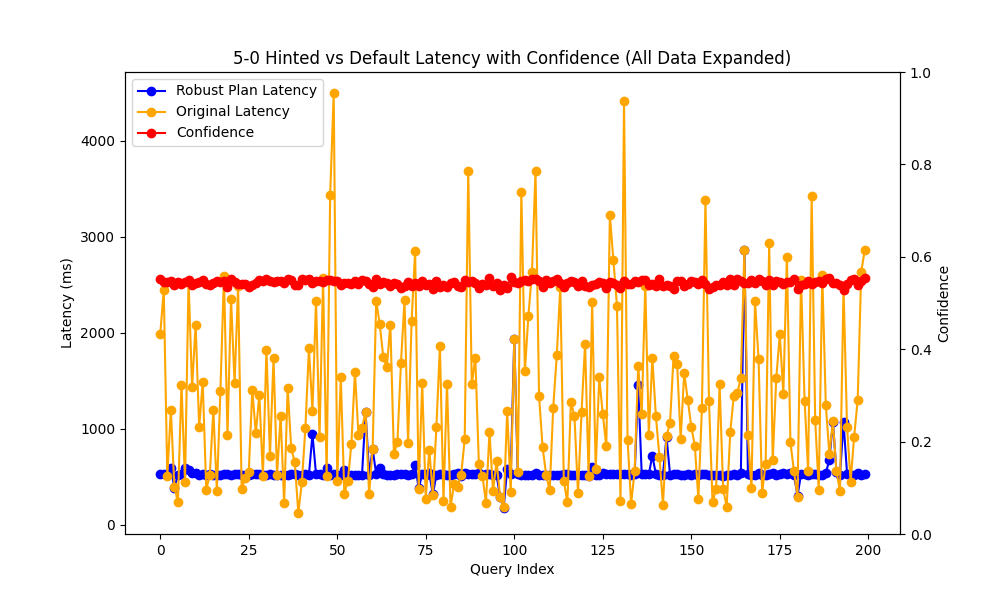 5-0 Hinted vs Default Latency with Confidence (All Data Expanded)
Robust Plan Latency
Original Latency
Confidence
Latency (ms)
4000
3000
2000
1000
0
1.0
0.8
0.6
0.4
0.2
0.0
Confidence
0 25 50 75 100 125 150 175 200
Query Index